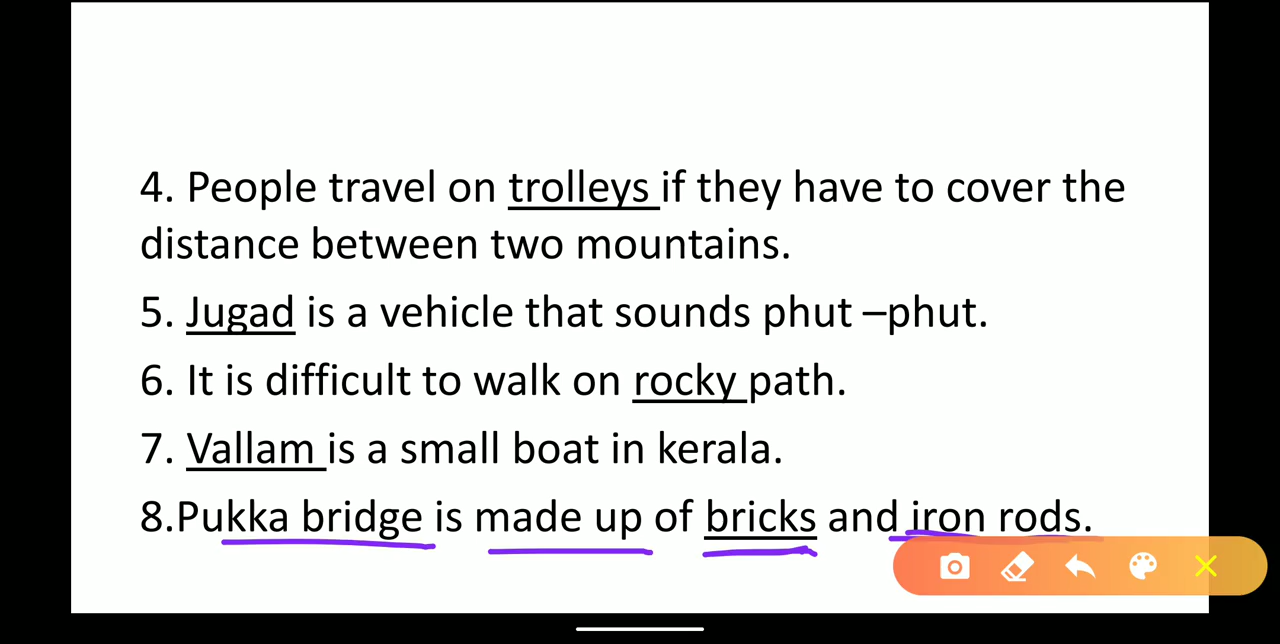 4. People travel on trolleys if they have to cover the
distance between two mountains.
5. Jugad is a vehicle that sounds phut –phut.
6. It is difficult to walk on rocky path.
7. Vallam is a small boat in kerala.
8.Pukka bridge is made up of bricks and iron rods.